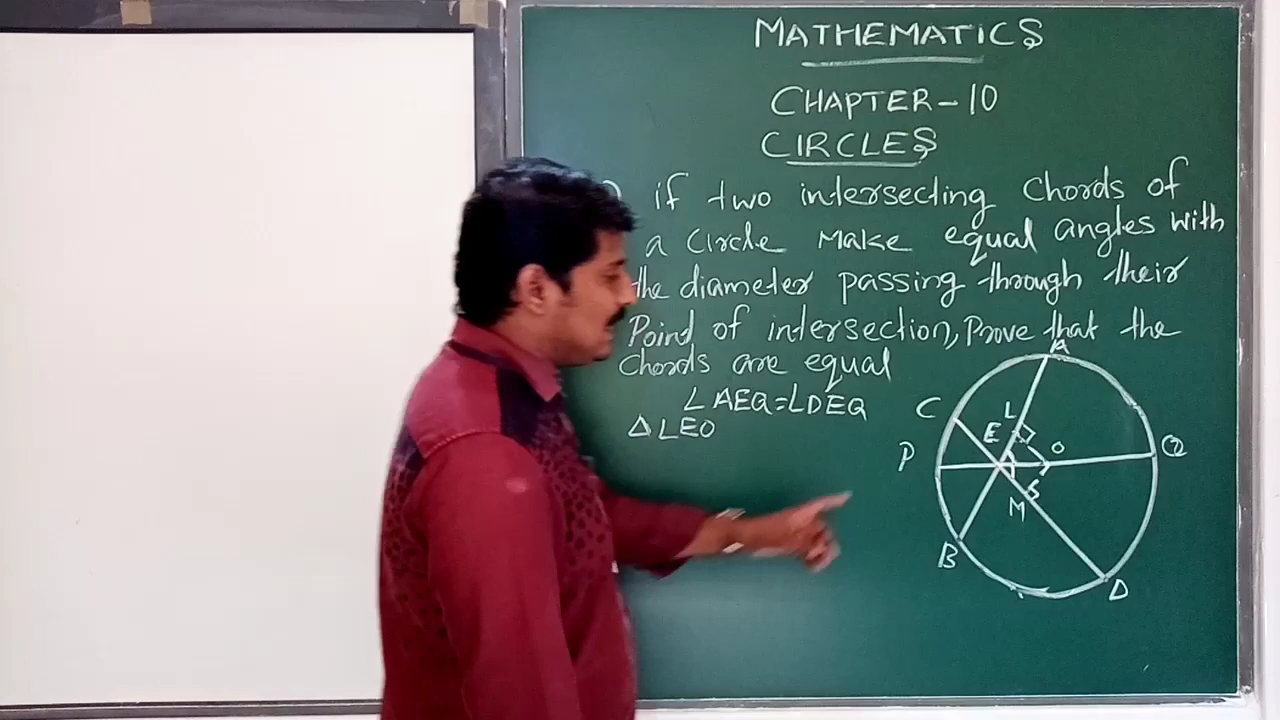 MATHEMATICS
CHAPTER-10
CIRCLES
if two intersecting Chords of
a Circle Make equal angles with
the diameter passing through their
Point of intersection, Prove that the
Chords are equal
∠AEQ=∠DEQ
△LEO
A
C
L
E
P
O
Q
M
B
D